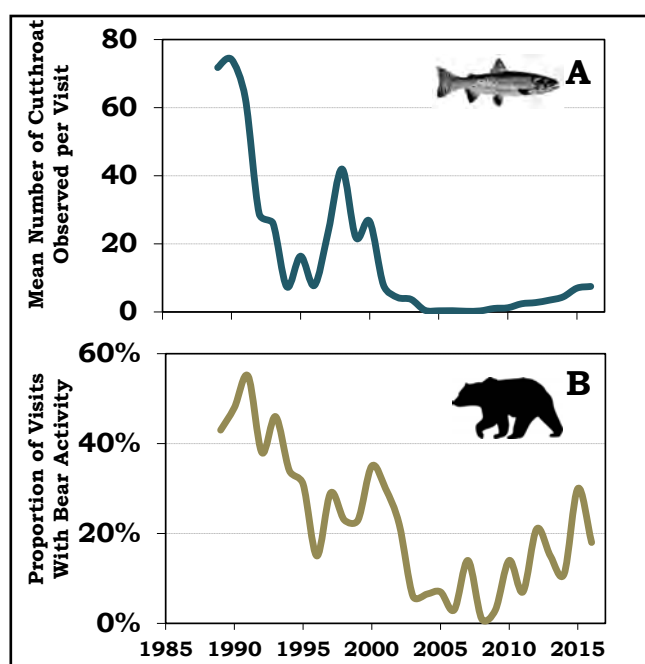 Mean Number of Cutthroat
Observed per Visit
80
60
40
20
0
A
Proportion of Visits
With Bear Activity
60%
40%
20%
0%
B
1985 1990 1995 2000 2005 2010 2015